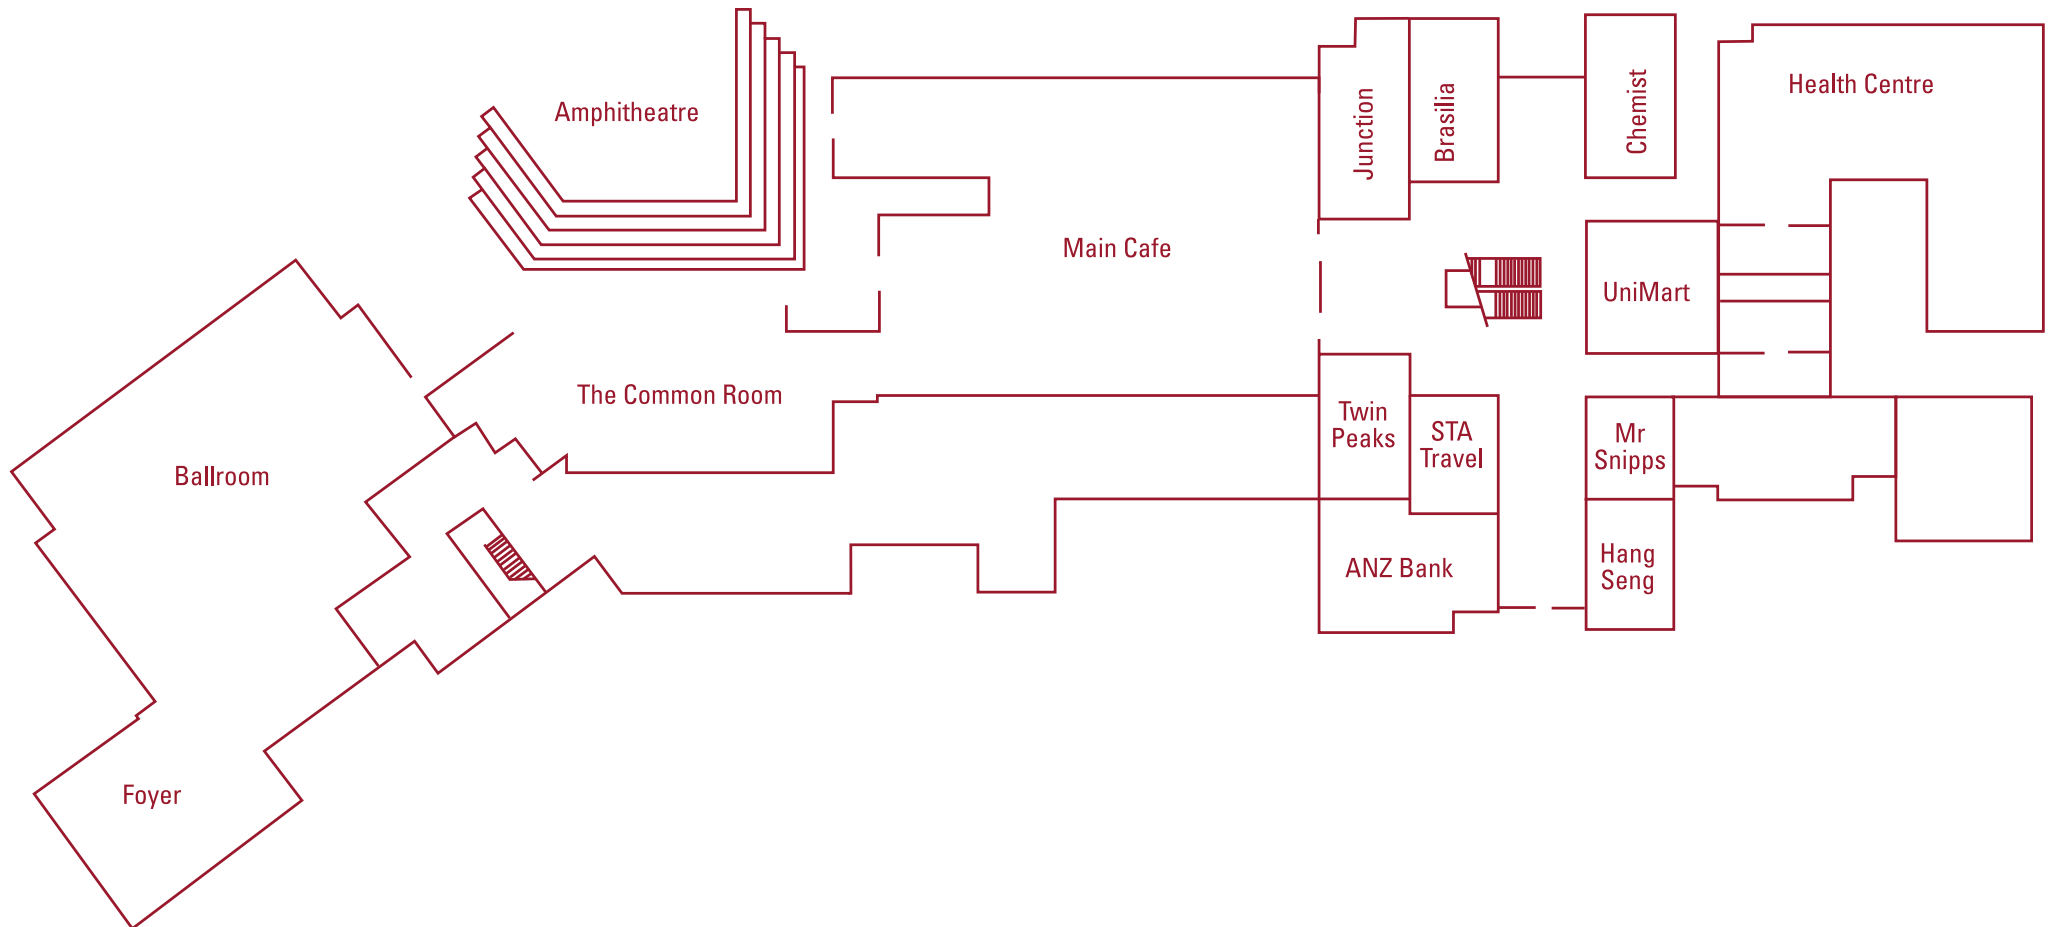 Amphitheatre
Junction
Brasilia
Chemist
Health Centre
Main Cafe
UniMart
The Common Room
Twin
Peaks
STA
Travel
Mr
Snipps
Ballroom
ANZ Bank
Hang
Seng
Foyer